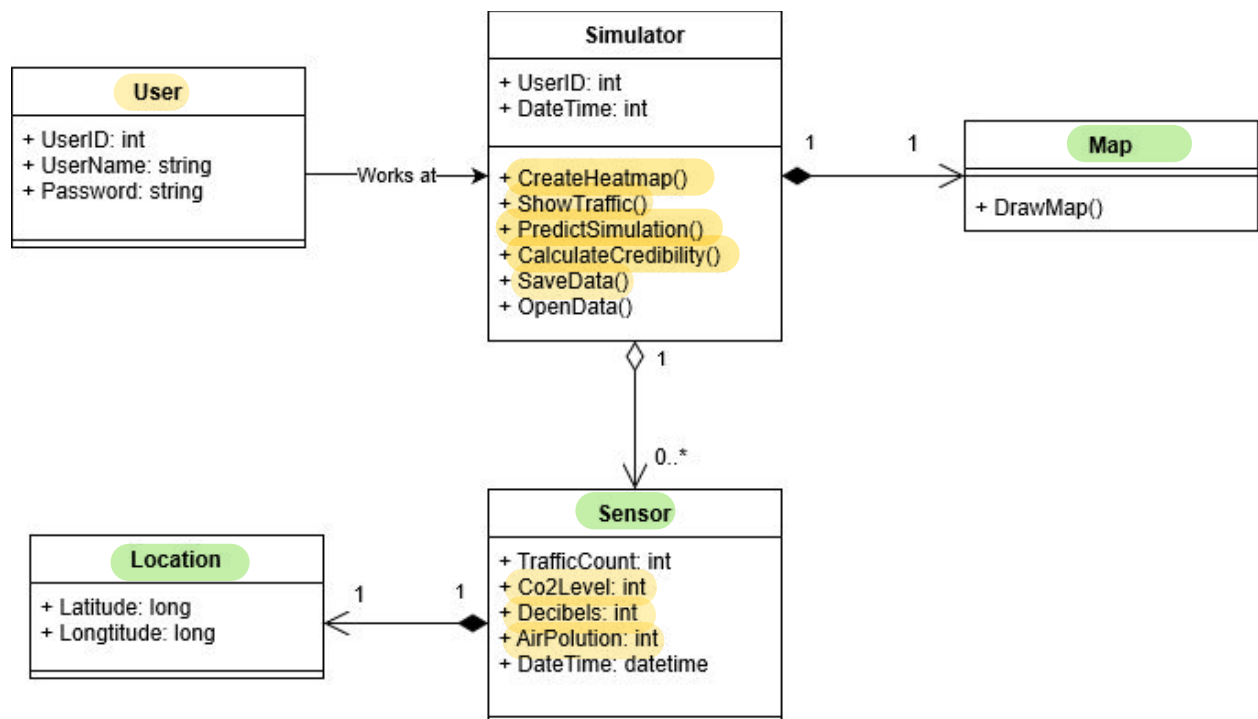 User
+ UserID: int
+ UserName: string
+ Password: string
Works at
Simulator
+ UserID: int
+ DateTime: int
+ CreateHeatmap()
+ ShowTraffic()
+ PredictSimulation()
+ CalculateCredibility()
+ SaveData()
+ OpenData()
1
1
Map
+ DrawMap()
1
0..*
Sensor
+ TrafficCount: int
+ Co2Level: int
+ Decibels: int
+ AirPolution: int
+ DateTime: datetime
1
1
Location
+ Latitude: long
+ Longtitude: long